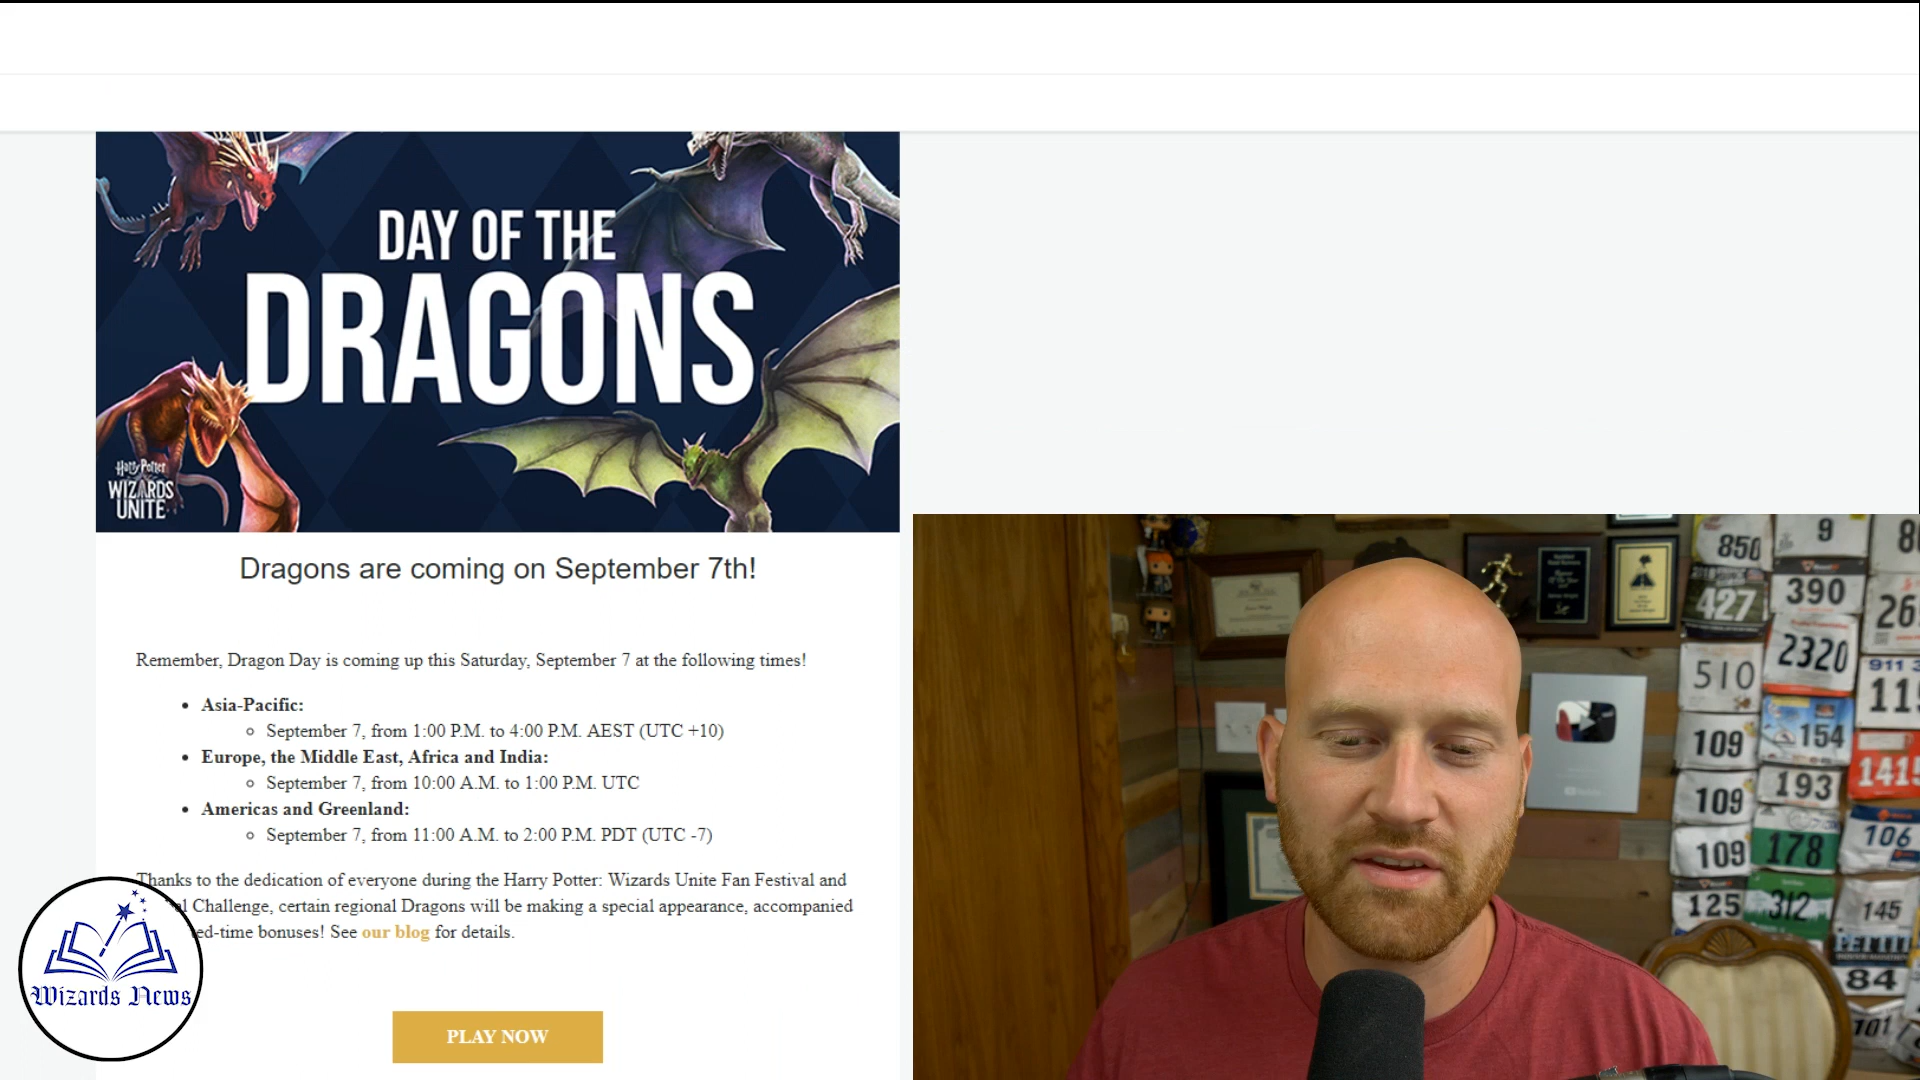 DAY OF THE
DRAGONS
Harry Potter
WIZARDS
UNITE
Dragons are coming on September 7th!
Remember, Dragon Day is coming up this Saturday, September 7 at the following times!
Asia-Pacific:
September 7, from 1:00 P.M. to 4:00 P.M. AEST (UTC +10)
Europe, the Middle East, Africa and India:
September 7, from 10:00 A.M. to 1:00 P.M. UTC
Americas and Greenland:
September 7, from 11:00 A.M. to 2:00 P.M. PDT (UTC -7)
Thanks to the dedication of everyone during the Harry Potter: Wizards Unite Fan Festival and
Challenge, certain regional Dragons will be making a special appearance, accompanied
ed-time bonuses! See our blog for details.
PLAY NOW
Wizards News
850
9
427
390
510
2320
911
109
154
109
193
1415
109
178
106
125
312
145
84
101